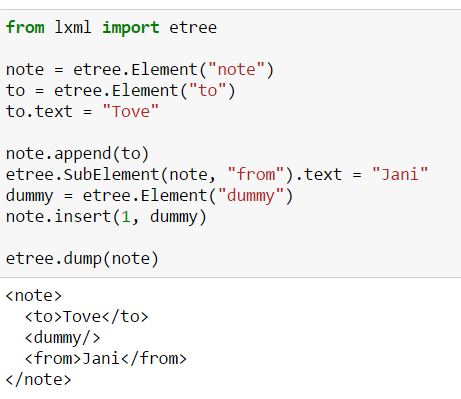 from lxml import etree
note = etree.Element("note")
to = etree.Element("to")
to.text = "Tove"
note.append(to)
etree.SubElement(note, "from").text = "Jani"
dummy = etree.Element("dummy")
note.insert(1, dummy)
etree.dump(note)
<note>
  <to>Tove</to>
  <dummy/>
  <from>Jani</from>
</note>